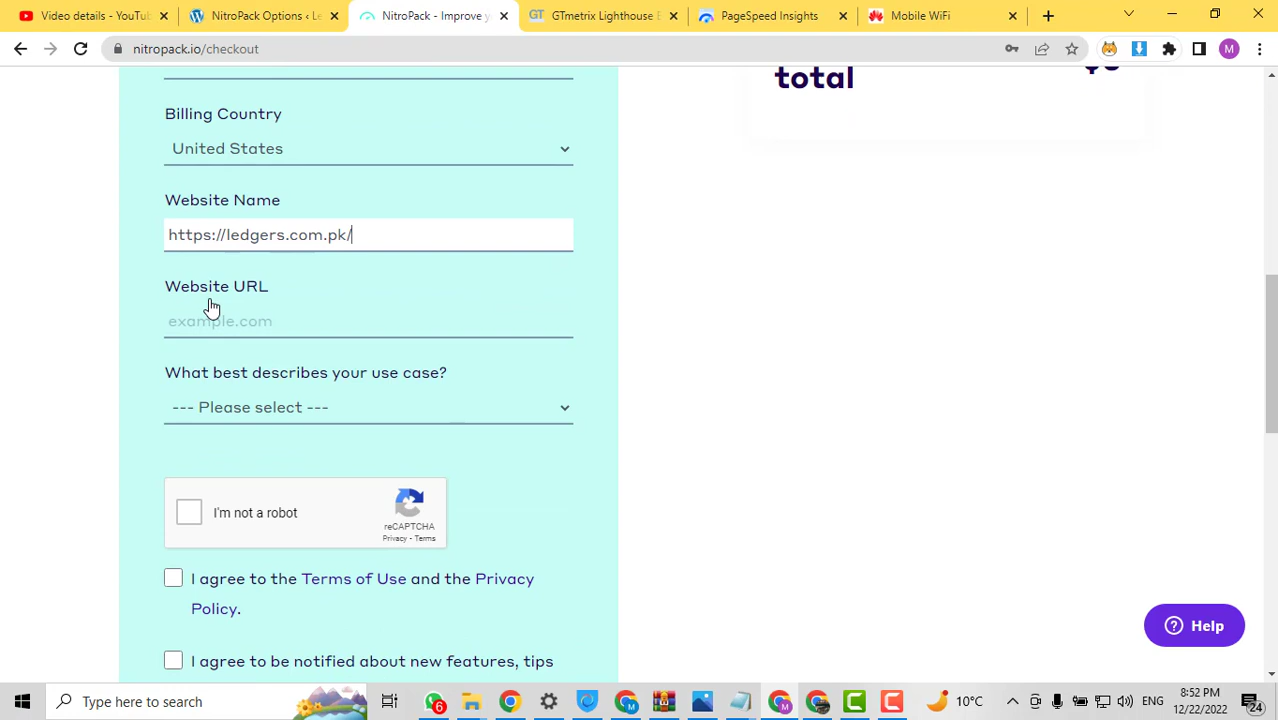 Video details - YouTu
NitroPack Options ‹ Le
NitroPack - Improve y
GTmetrix Lighthouse E
PageSpeed Insights
Mobile WiFi
nitropack.io/checkout
M
total
Billing Country
United States
Website Name
https://ledgers.com.pk/
Website URL
example.com
What best describes your use case?
--- Please select ---
I'm not a robot
reCAPTCHA
Privacy - Terms
I agree to the Terms of Use and the Privacy
Policy.
I agree to be notified about new features, tips
Help
Type here to search
6
10°C
ENG
8:52 PM
12/22/2022
24